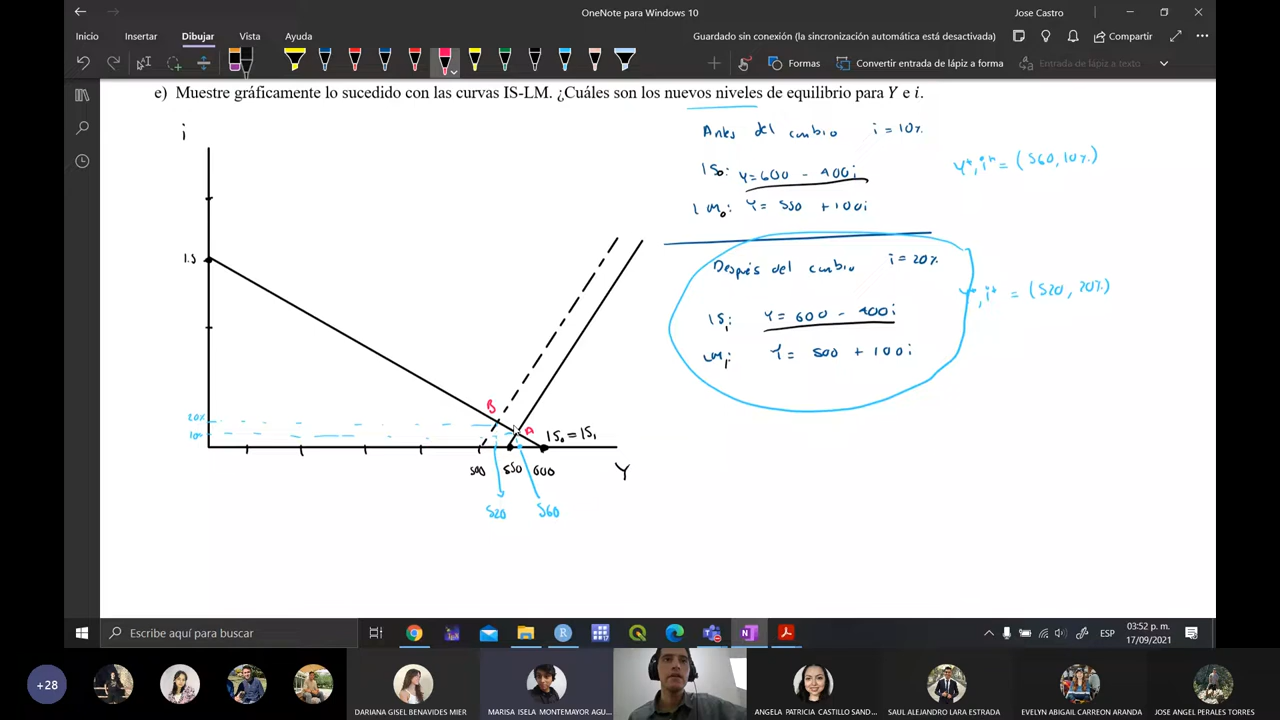 OneNote para Windows 10
Jose Castro
Inicio
Insertar
Dibujar
Vista
Ayuda
Guardado sin conexión (la sincronización automática está desactivada)
Compartir
Formas
Convertir entrada de lápiz a forma
Entrada de lápiz a texto
e) Muestre gráficamente lo sucedido con las curvas IS-LM. ¿Cuáles son los nuevos niveles de equilibrio para Y e i.
i
1.5
20%
10%
B
A
IS₀ = IS₁
500
550
600
Y
520
560
Antes del cambio i = 10%
IS₀: Y = 600 - 400i
LM₀: Y = 550 + 100i
Y*, i* = (560, 10%)
Después del cambio i = 20%
IS₁: Y = 600 - 400i
LM₁: Y = 500 + 100i
Y*, i* = (520, 20%)
Escribe aquí para buscar
ESP
03:52 p. m.
17/09/2021
+28
DARIANA GISEL BENAVIDES MIER
MARISA ISELA MONTEMAYOR AGU...
ANGELA PATRICIA CASTILLO SAND...
SAUL ALEJANDRO LARA ESTRADA
EVELYN ABIGAIL CARREON ARANDA
JOSE ANGEL PERALES TORRES